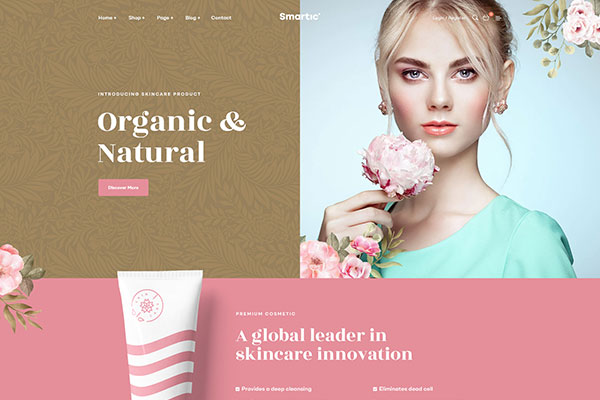 Home +
Shop +
Page +
Blog +
Contact
Smartic
Login / Register
INTRODUCING SKINCARE PRODUCT
Organic &
Natural
Discover More
PREMIUM COSMETIC
A global leader in
skincare innovation
Provides a deep cleansing
Eliminates dead cell